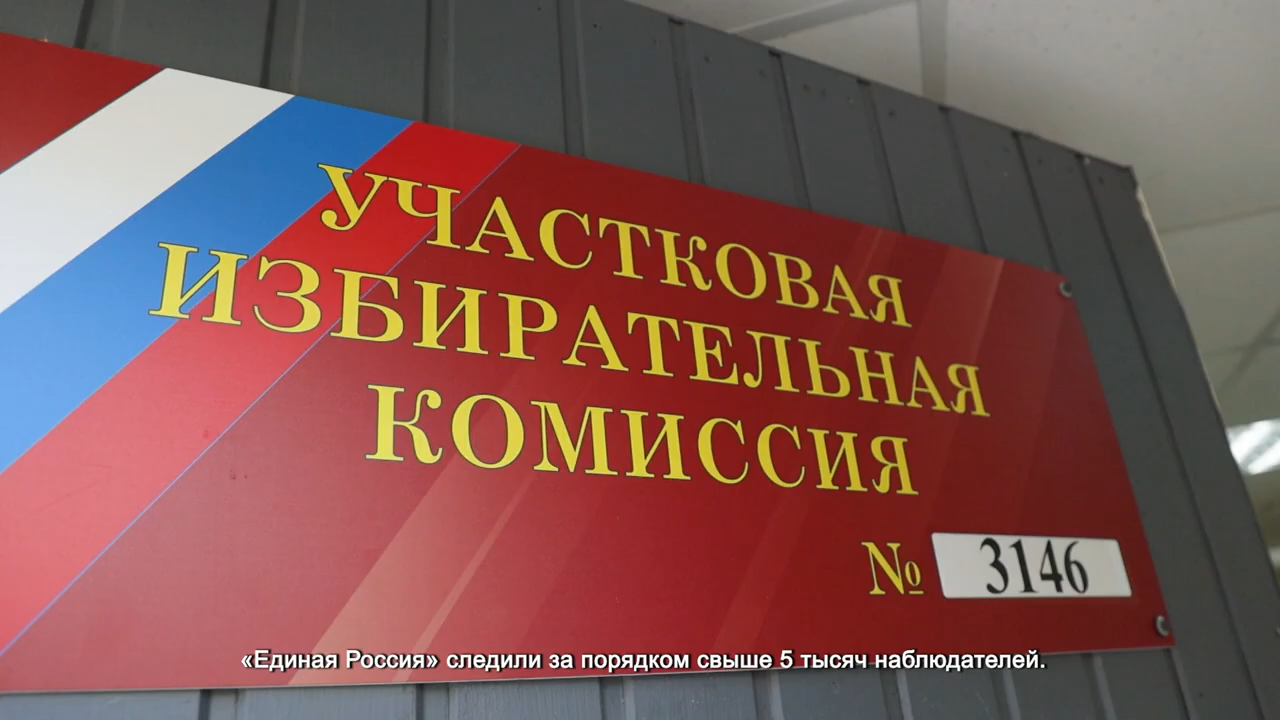 УЧАСТКОВАЯ
ИЗБИРАТЕЛЬНАЯ
КОМИССИЯ
№ 3146
«Единая Россия» следили за порядком свыше 5 тысяч наблюдателей.